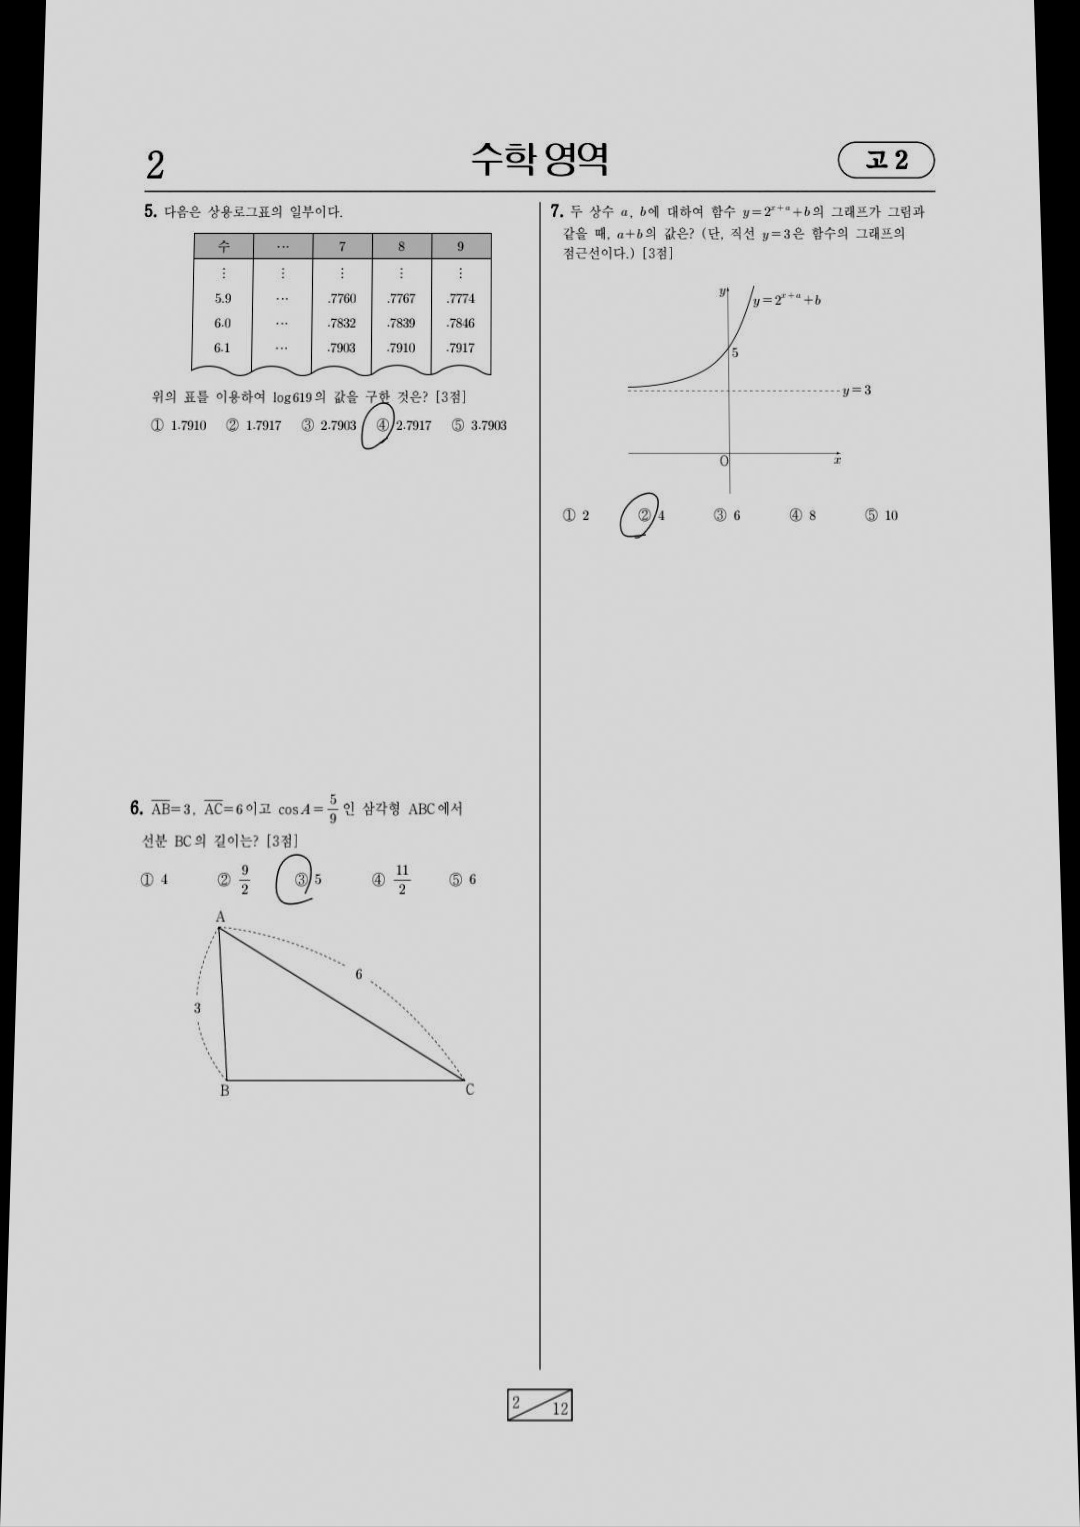 2
수학 영역
고 2
5. 다음은 상용로그표의 일부이다.
수 ⋯ 7 8 9
⋮ ⋮ ⋮ ⋮ ⋮
5.9 ⋯ .7760 .7767 .7774
6.0 ⋯ .7832 .7839 .7846
6.1 ⋯ .7903 .7910 .7917
위의 표를 이용하여 log619의 값을 구한 것은? [3점]
① 1.7910 ② 1.7917 ③ 2.7903 ④ 2.7917 ⑤ 3.7903
6. A̅B̅=3, A̅C̅=6이고 cosA=5/9인 삼각형 ABC에서
선분 BC의 길이는? [3점]
① 4 ② 9/2 ③ 5 ④ 11/2 ⑤ 6
A
6
3
B
C
7. 두 상수 a, b에 대하여 함수 y=2^{x+a}+b의 그래프가 그림과
같을 때, a+b의 값은? (단, 직선 y=3은 함수의 그래프의
점근선이다.) [3점]
y
y=2^{x+a}+b
5
y=3
O
x
① 2 ② 4 ③ 6 ④ 8 ⑤ 10
2
12